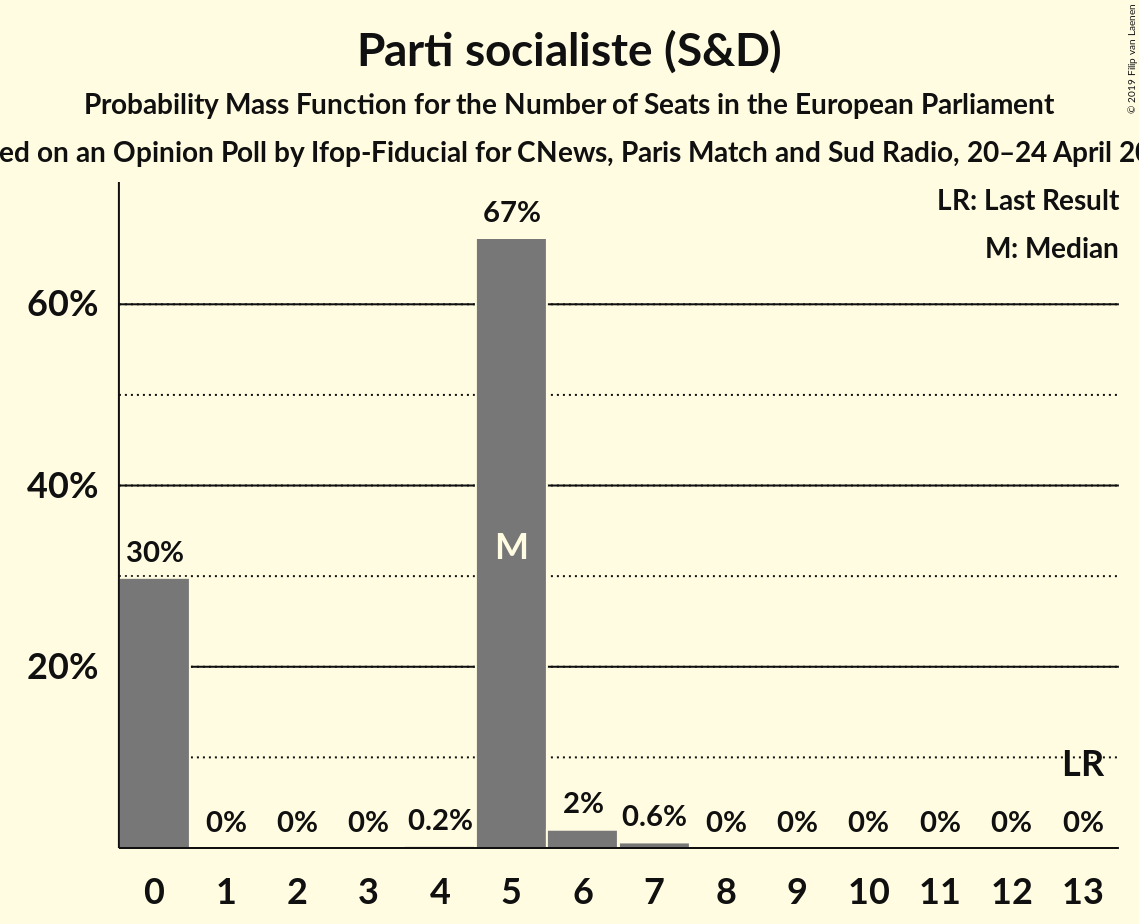 Parti socialiste (S&D)
Probability Mass Function for the Number of Seats in the European Parliament
ed on an Opinion Poll by Ifop-Fiducial for CNews, Paris Match and Sud Radio, 20–24 April 20
© 2019 Filip van Laenen
LR: Last Result
M: Median
67%
60%
40%
M
30%
20%
LR
0% 0% 0% 0.2% 2% 0.6% 0% 0% 0% 0% 0% 0%
0 1 2 3 4 5 6 7 8 9 10 11 12 13